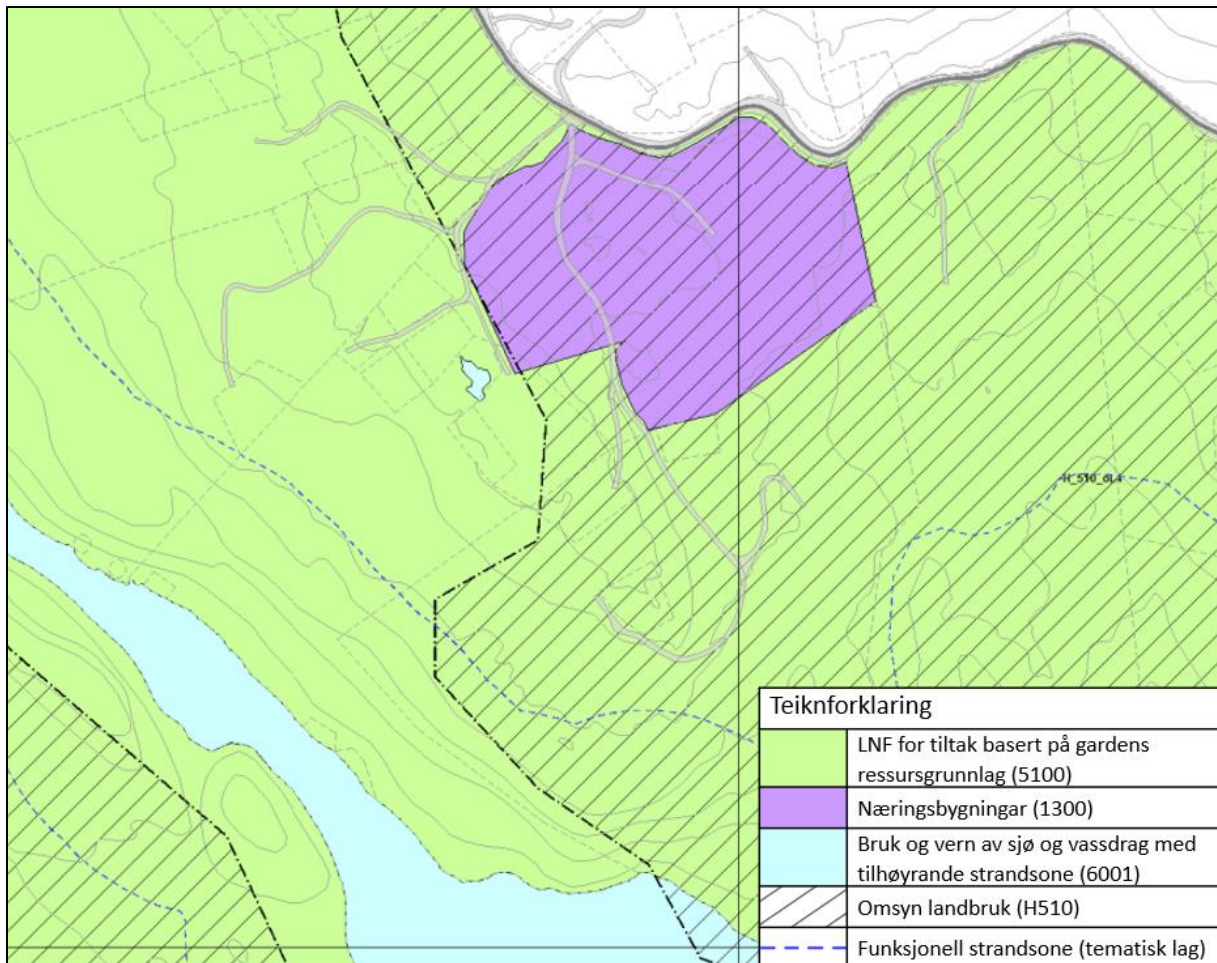 H_510_øL4
Teiknforklaring
LNF for tiltak basert på gardens
ressursgrunnlag (5100)
Næringsbygningar (1300)
Bruk og vern av sjø og vassdrag med
tilhøyrande strandsone (6001)
Omsyn landbruk (H510)
Funksjonell strandsone (tematisk lag)